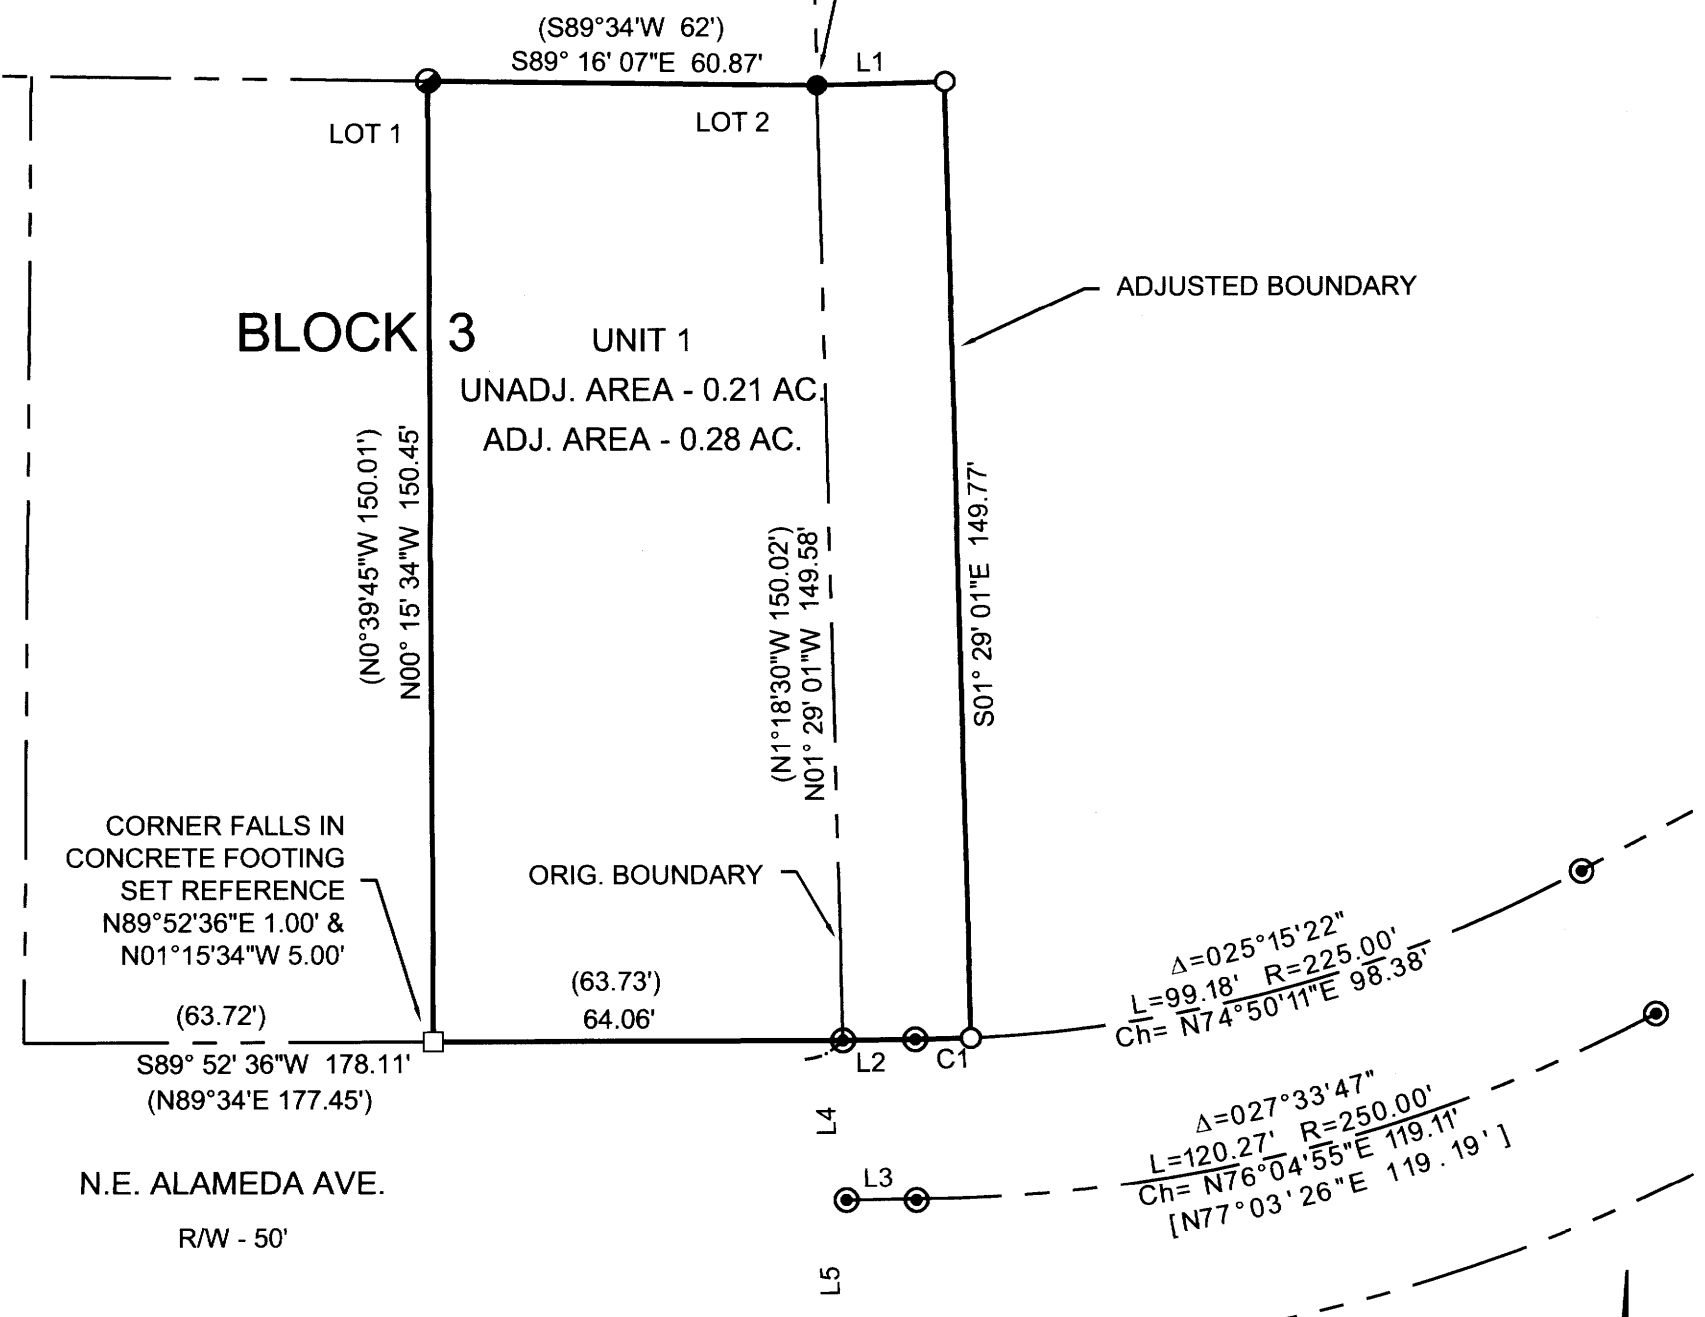 (S89°34'W 62')
S89° 16' 07"E 60.87'
L1
LOT 1
LOT 2
ADJUSTED BOUNDARY
BLOCK 3
UNIT 1
UNADJ. AREA - 0.21 AC.
ADJ. AREA - 0.28 AC.
(N0°39'45"W 150.01')
N00° 15' 34"W 150.45'
(N1°18'30"W 150.02')
N01° 29' 01"W 149.58'
S01° 29' 01"E 149.77'
CORNER FALLS IN
CONCRETE FOOTING
SET REFERENCE
N89°52'36"E 1.00' &
N01°15'34"W 5.00'
ORIG. BOUNDARY
(63.72')
(63.73')
64.06'
S89° 52' 36"W 178.11'
(N89°34'E 177.45')
L2
C1
Δ=025°15'22"
L=99.18' R=225.00'
Ch= N74°50'11"E 98.38'
L4
Δ=027°33'47"
L=120.27' R=250.00'
Ch= N76°04'55"E 119.11'
[N77°03'26"E 119.19']
L3
N.E. ALAMEDA AVE.
R/W - 50'
L5